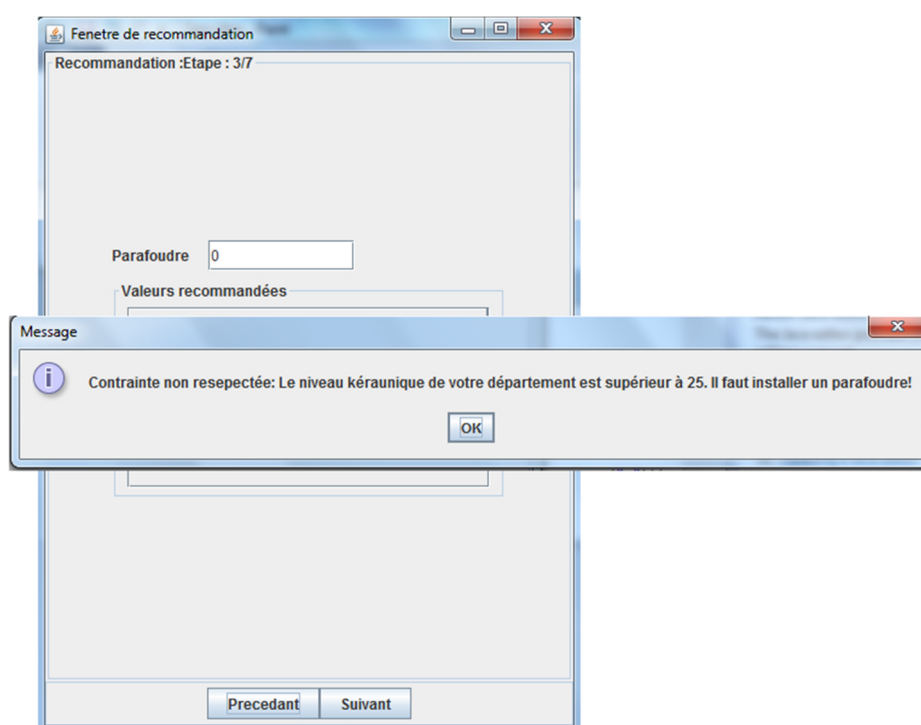 Fenetre de recommandation
Recommandation :Etape : 3/7
Parafoudre 0
Valeurs recommandées
Message
Contrainte non resepectée: Le niveau kéraunique de votre département est supérieur à 25. Il faut installer un parafoudre!
OK
Precedant Suivant